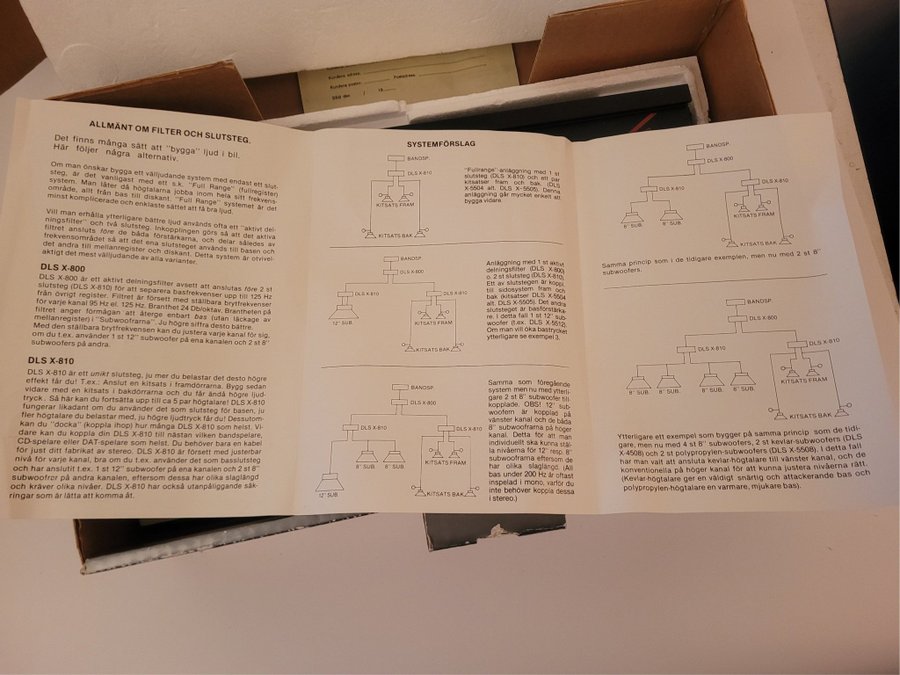 Kundens adress:
Kundens postnr:
Postadress:
Såld den / 19
ALLMÄNT OM FILTER OCH SLUTSTEG.
Det finns många sätt att "bygga" ljud i bil.
Här följer några alternativ.
Om man önskar bygga ett välljudande system med endast ett slut-
steg, är det vanligast med ett s.k. "Full Range" (fullregister)
system. Man låter då högtalarna jobba inom hela sitt frekvens-
område, allt från bas till diskant. "Full Range" systemet är det
minst komplicerade och enklaste sättet att få bra ljud.
Vill man erhålla ytterligare bättre ljud används ofta ett "aktivt del-
ningsfilter" och två slutsteg. Inkopplingen görs så att det aktiva
filtret ansluts före de båda förstärkarna, och delar således av
frekvensområdet så att det ena slutsteget används till basen och
det andra till mellanregister och diskant. Detta system är otvivel-
aktigt det mest välljudande av alla varianter.
DLS X-800
DLS X-800 är ett aktivt delningsfilter avsett att anslutas före 2 st
slutsteg (DLS X-810) för att separera basfrekvenser upp till 125 Hz
från övrigt register. Filtret är försett med ställbara brytfrekvenser
för varje kanal 95 Hz el. 125 Hz. Branthet 24 Db/oktav. Brantheten på
filtret anger förmågan att återge enbart bas (utan läckage av
mellanregister) i "Subwoofrarna". Ju högre siffra desto bättre.
Med den ställbara brytfrekvensen kan du justera varje kanal för sig,
om du t.ex. använder 1 st 12" subwoofer på ena kanalen och 2 st 8"
subwoofers på andra.
DLS X-810
DLS X-810 är ett unikt slutsteg, ju mer du belastar det desto högre
effekt får du! T.ex.: Anslut en kitsats i framdörrarna. Bygg sedan
vidare med en kitsats i bakdörrarna och du får ändå högre ljud-
tryck. Så här kan du fortsätta upp till ca 5 par högtalare! DLS X-810
fungerar likadant om du använder det som slutsteg för basen, ju
fler högtalare du belastar med, ju högre ljudtryck får du! Dessutom-
kan du "docka" (koppla ihop) hur många DLS X-810 som helst. Vi-
dare kan du koppla din DLS X-810 till nästan vilken bandspelare,
CD-spelare eller DAT-spelare som helst. Du behöver bara en kabel
för just ditt fabrikat av stereo. DLS X-810 är försett med justerbar
nivå för varje kanal, bra om du t.ex. använder det som basslutsteg
och har anslutit t.ex. 1 st 12" subwoofer på ena kanalen och 2 st 8"
subwoofrer på andra kanalen, eftersom dessa har olika slaglängd
och kräver olika nivåer. DLS X-810 har också utanpåliggande säk-
ringar som är lätta att komma åt.
SYSTEMFÖRSLAG
BANDSP.
DLS X-810
KITSATS FRAM
KITSATS BAK
"Fullrange"-anläggning med 1 st
slutsteg (DLS X-810) och ett par
kitsatser fram och bak. (DLS
X-5504 alt. DLS X-5505). Denna
anläggning går mycket enkelt att
bygga vidare.
BANDSP.
DLS X-800
DLS X-810
DLS X-810
12" SUB.
KITSATS FRAM
KITSATS BAK
Anläggning med 1 st aktivt
delningsfilter (DLS X-800)
o. 2 st slutsteg (DLS X-810).
Ett av slutstegen är koppl.
till sidosystem fram och
bak (kitsatser DLS X-5504
alt. DLS X-5505). Det andra
slutsteget är basförstärka-
re. I detta fall 1 st 12" sub-
woofer (t.ex. DLS X-5512).
Om man vill öka bastrycket
ytterligare se exempel 3.
BANDSP.
DLS X-800
DLS X-810
DLS X-810
12" SUB.
8" SUB.
8" SUB.
KITSATS FRAM
KITSATS BAK
Samma som föregående
system men nu med ytterli-
gare 2 st 8" subwoofer till-
kopplade. OBS! 12" sub-
woofern är kopplad på
vänster kanal och de båda
8" subwoofrarna på höger
kanal. Detta för att man
individuellt ska kunna stäl-
la nivåerna för 12" resp. 8"
subwooframa eftersom de
har olika slaglängd. (All
bas under 200 Hz är oftast
inspelad i mono, varför du
inte behöver koppla dessa
i stereo.)
BANDSP.
DLS X-800
DLS X-810
DLS X-810
8" SUB.
8" SUB.
KITSATS FRAM
KITSATS BAK
Samma princip som i de tidigare exemplen, men nu med 2 st 8"
subwoofers.
BANDSP.
DLS X-800
DLS X-810
DLS X-810
8" SUB.
8" SUB.
8" SUB.
8" SUB.
KITSATS FRAM
KITSATS BAK
Ytterligare ett exempel som bygger på samma princip som de tidi-
gare, men nu med 4 st 8" subwoofers, 2 st kevlar-subwoofers (DLS
X-4508) och 2 st polypropylen-subwoofers (DLS X-5508). I detta fall
har man valt att ansluta kevlar-högtalare till vänster kanal, och de
konventionella på höger kanal för att kunna justera nivåerna rätt.
(Kevlar-högtalare ger en väldigt snärtig och attackerande bas och
polypropylen-högtalare en varmare, mjukare bas).